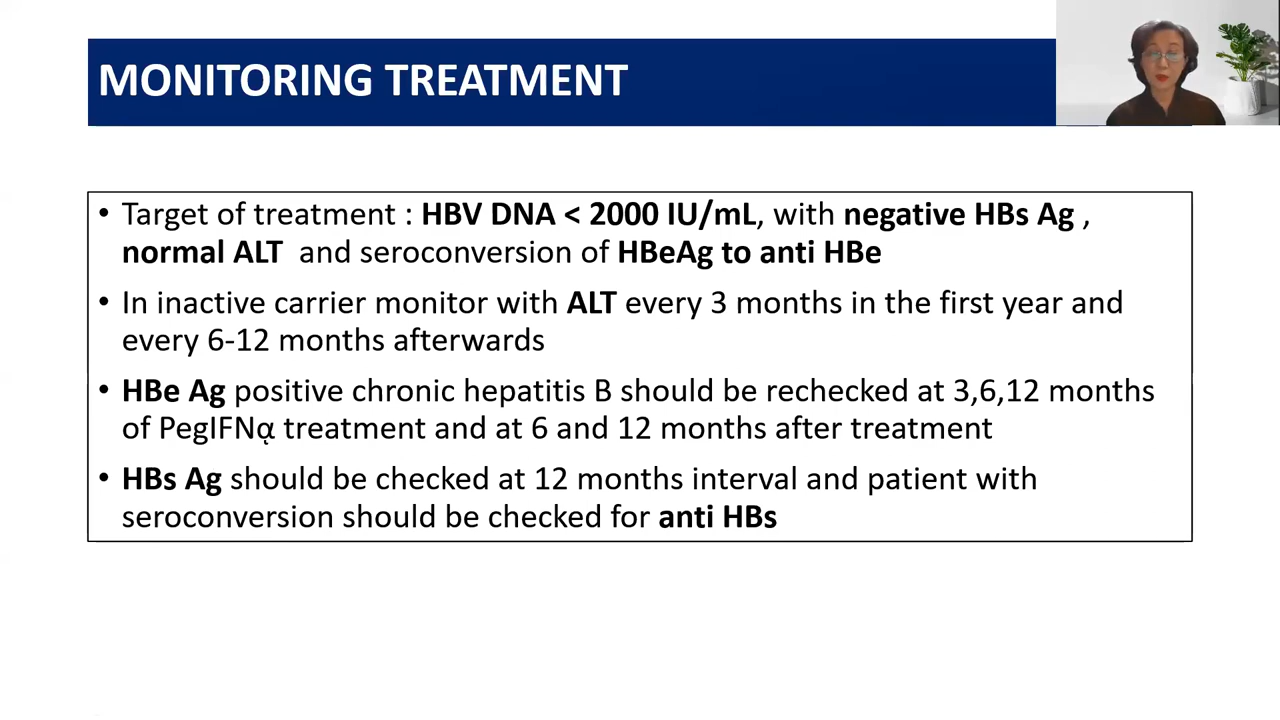 MONITORING TREATMENT
• Target of treatment : HBV DNA < 2000 IU/mL, with negative HBs Ag ,
normal ALT and seroconversion of HBeAg to anti HBe
• In inactive carrier monitor with ALT every 3 months in the first year and
every 6-12 months afterwards
• HBe Ag positive chronic hepatitis B should be rechecked at 3,6,12 months
of PegIFNᾳ treatment and at 6 and 12 months after treatment
• HBs Ag should be checked at 12 months interval and patient with
seroconversion should be checked for anti HBs